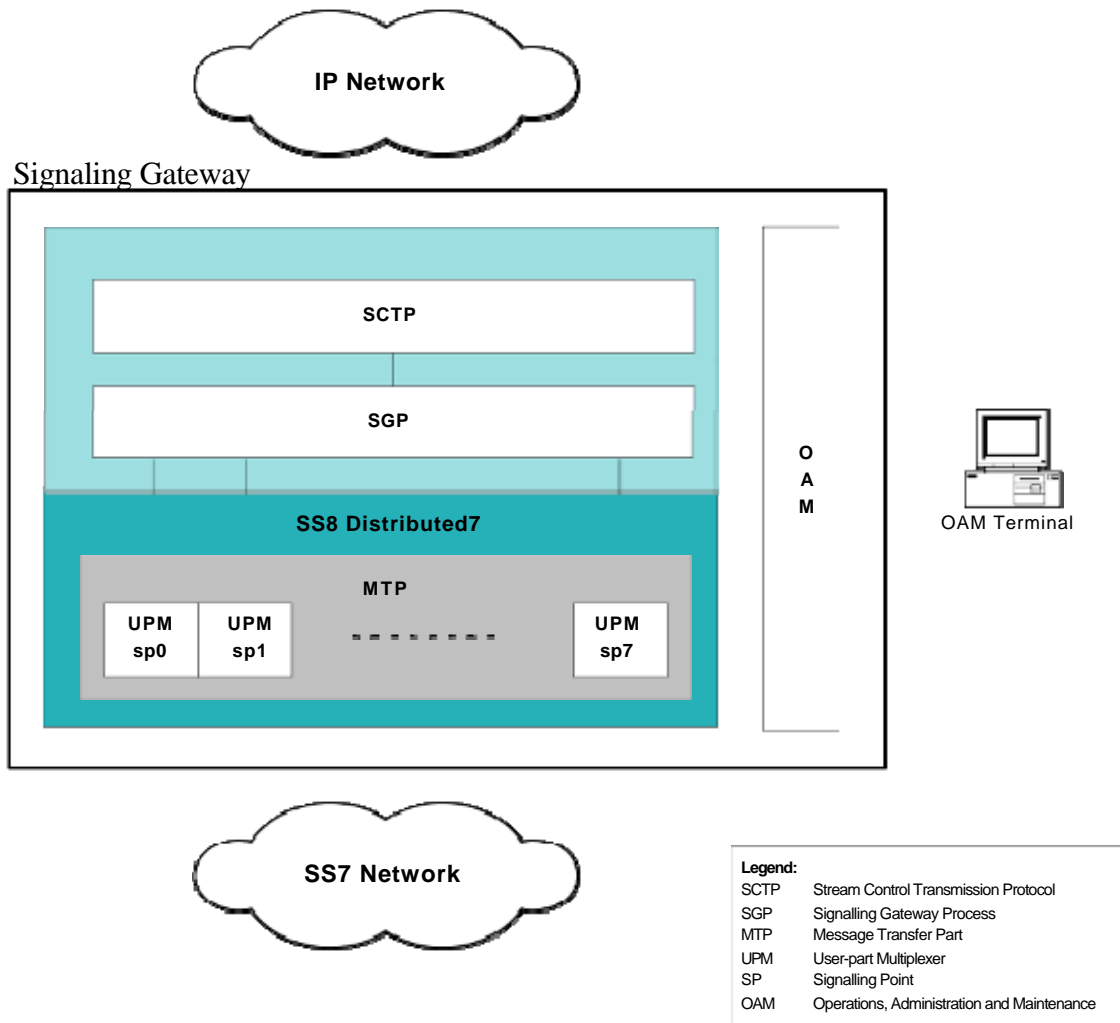 IP Network
Signaling Gateway
SCTP
SGP
O
A
M
OAM Terminal
SS8 Distributed7
MTP
UPM
sp0
UPM
sp1
UPM
sp7
SS7 Network
Legend:
SCTP Stream Control Transmission Protocol
SGP Signalling Gateway Process
MTP Message Transfer Part
UPM User-part Multiplexer
SP Signalling Point
OAM Operations, Administration and Maintenance